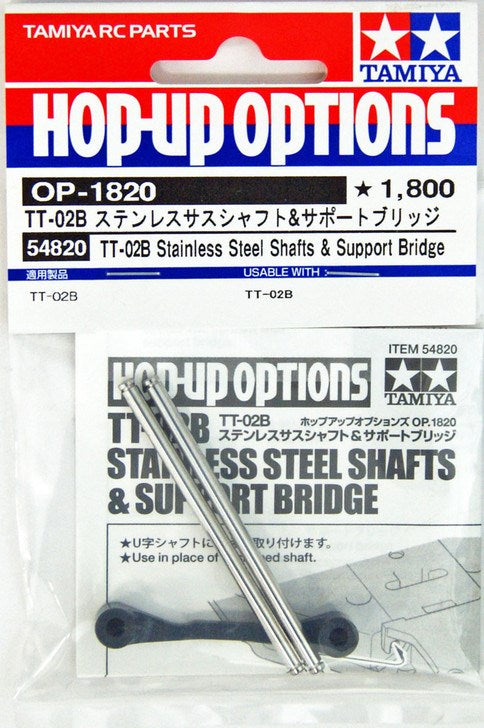 TAMIYA RC PARTS
TAMIYA
HOP-UP OPTIONS
OP-1820 ★ 1,800
TT-02B ステンレスサスシャフト&サポートブリッジ
54820 TT-02B Stainless Steel Shafts & Support Bridge
適用製品 USABLE WITH
TT-02B TT-02B
ITEM 54820
HOP-UP OPTIONS
TAMIYA
TT-02B ホップアップオプションズ OP.1820
ステンレスサスシャフト&サポートブリッジ
STEEL SHAFTS
& BRIDGE
★U字シャフトに 取り付けます。
★Use in place of shaft.